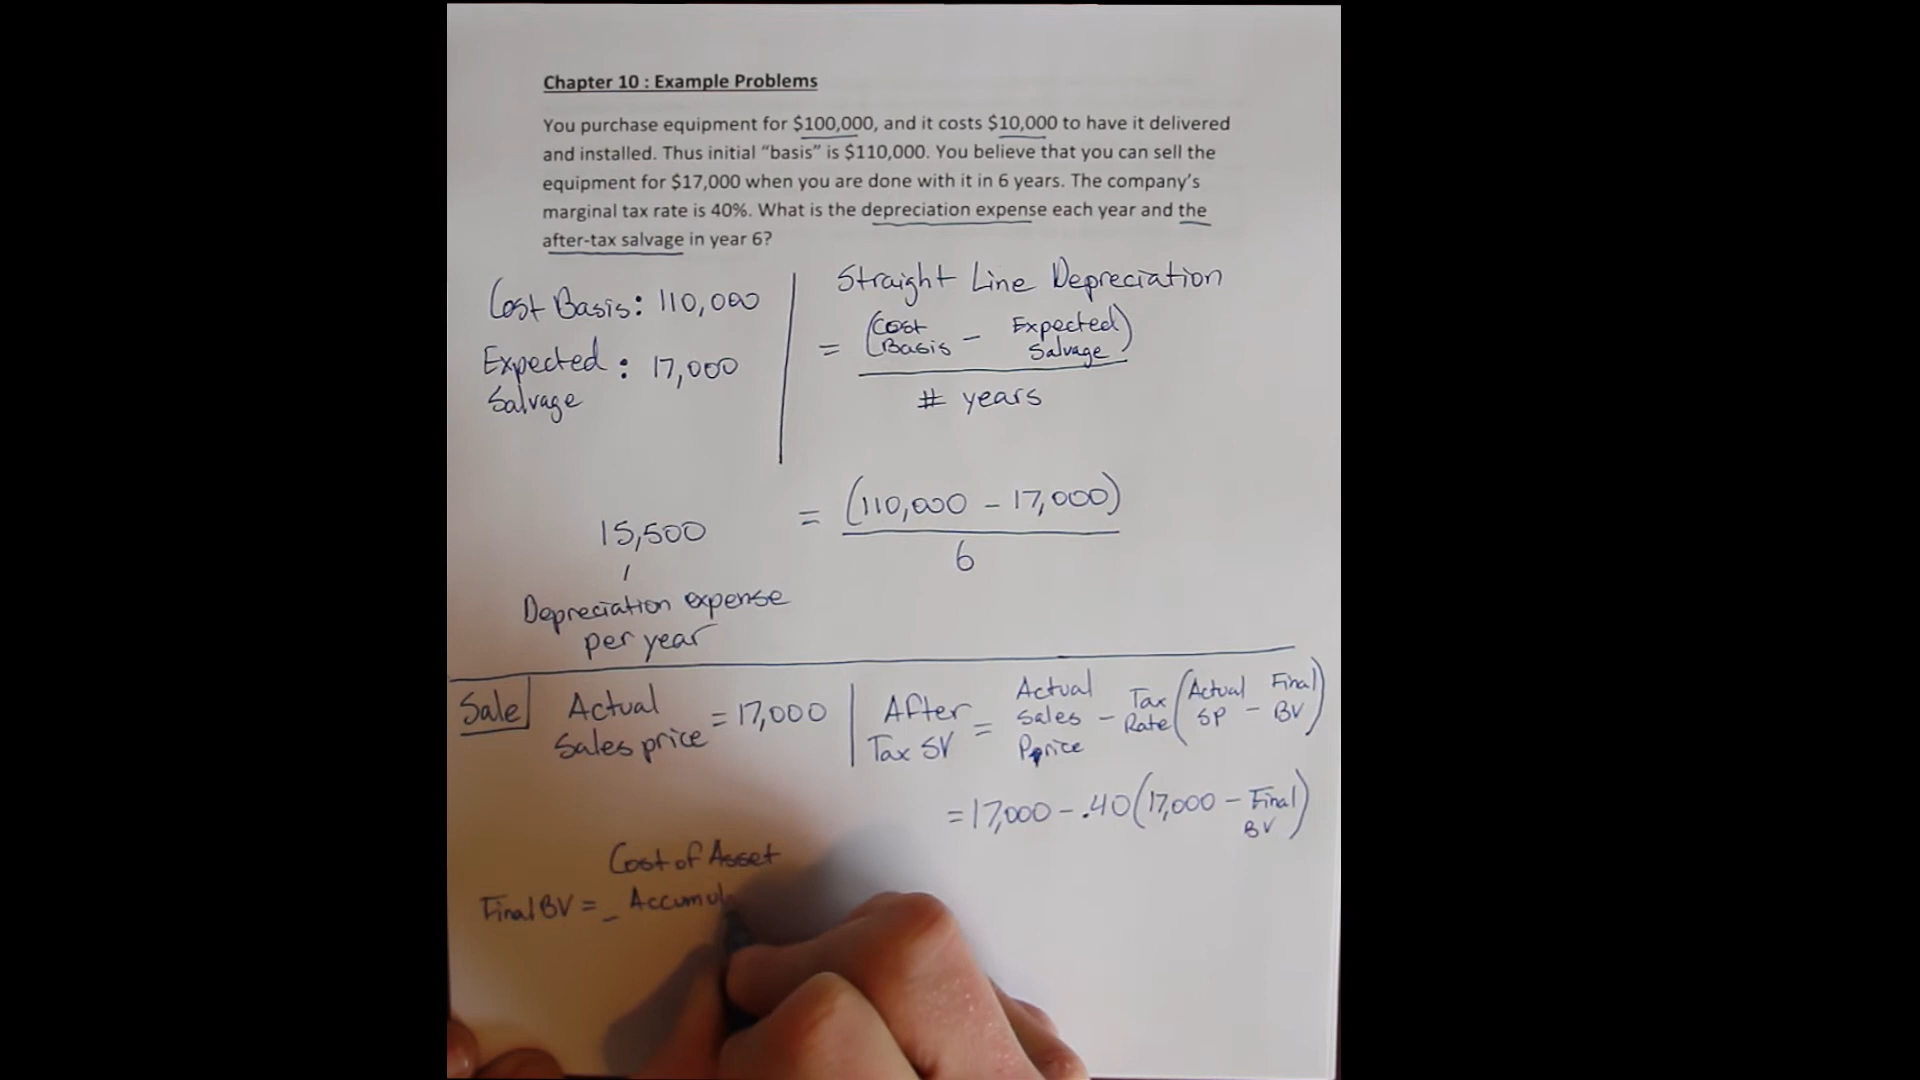 Chapter 10 : Example Problems
You purchase equipment for $100,000, and it costs $10,000 to have it delivered
and installed. Thus initial “basis” is $110,000. You believe that you can sell the
equipment for $17,000 when you are done with it in 6 years. The company’s
marginal tax rate is 40%. What is the depreciation expense each year and the
after-tax salvage in year 6?
Cost Basis: 110,000
Expected : 17,000
Salvage
Straight Line Depreciation
= (Cost Basis - Expected Salvage)
# years
15,500 = (110,000 - 17,000)
6
Depreciation expense
per year
Sale
Actual
Sales price = 17,000
After
Tax SV = Actual Sales Price - Tax Rate (Actual SP - Final BV)
= 17,000 - .40 (17,000 - Final BV)
Cost of Asset
Final BV = - Accumul